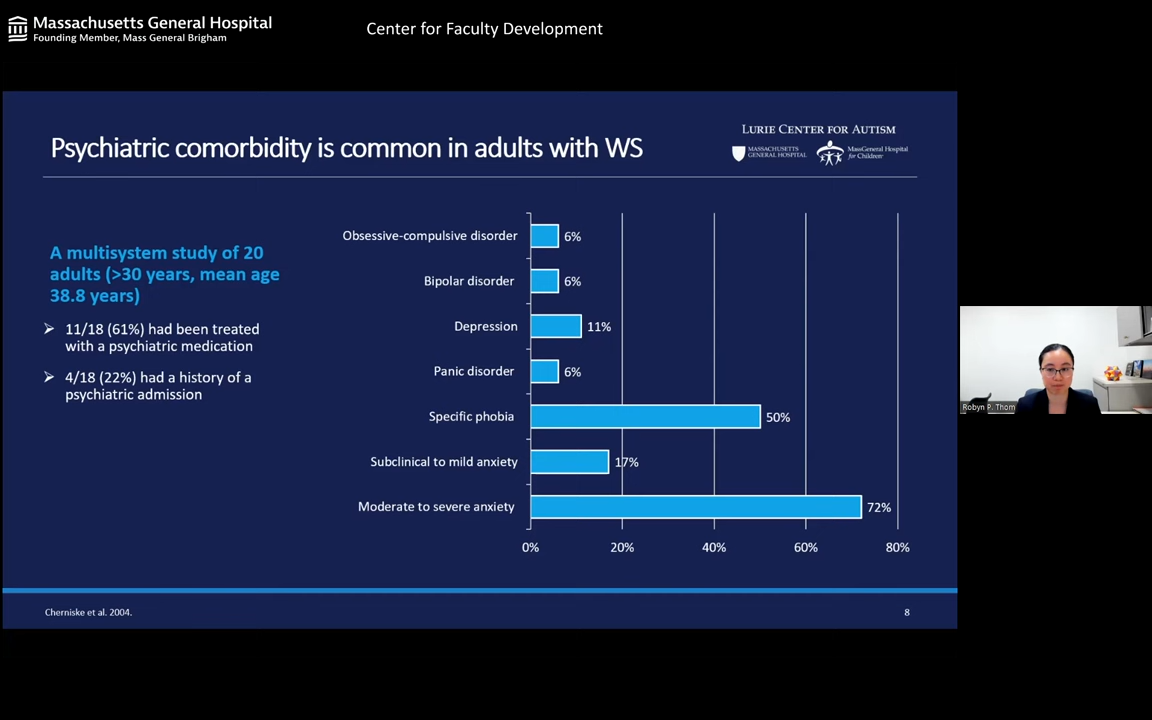 Massachusetts General Hospital
Founding Member, Mass General Brigham
Center for Faculty Development
Psychiatric comorbidity is common in adults with WS
LURIE CENTER FOR AUTISM
MASSACHUSETTS
GENERAL HOSPITAL
MassGeneral Hospital
for Children
A multisystem study of 20
adults (>30 years, mean age
38.8 years)
➢ 11/18 (61%) had been treated
with a psychiatric medication
➢ 4/18 (22%) had a history of a
psychiatric admission
Obsessive-compulsive disorder 6%
Bipolar disorder 6%
Depression 11%
Panic disorder 6%
Specific phobia 50%
Subclinical to mild anxiety 17%
Moderate to severe anxiety 72%
0% 20% 40% 60% 80%
Robyn P. Thom
Cherniske et al. 2004.
8